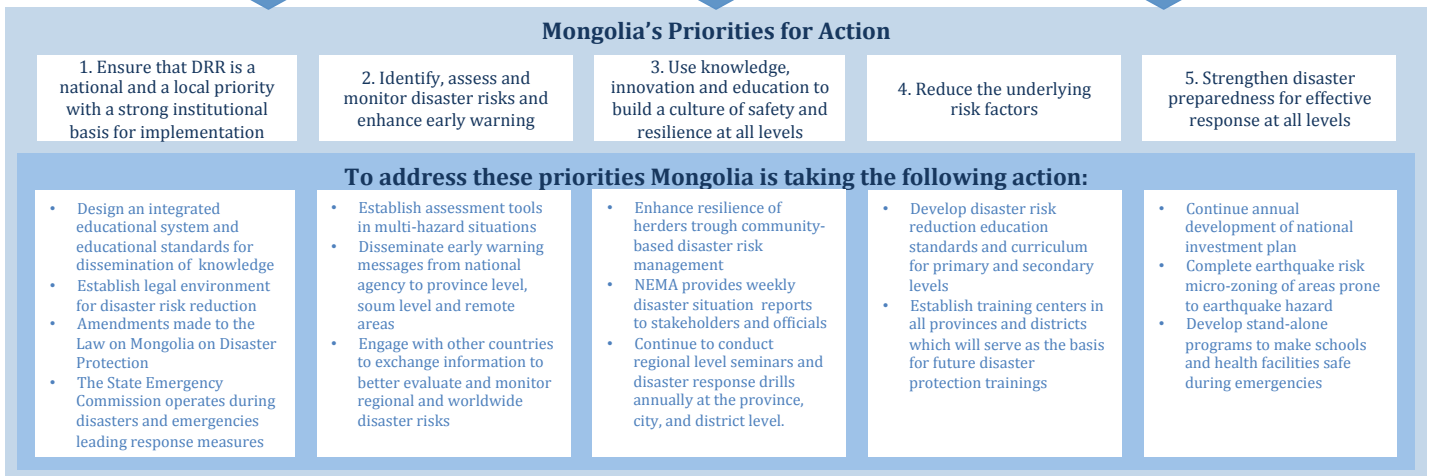 Mongolia's Priorities for Action
1. Ensure that DRR is a
national and a local priority
with a strong institutional
basis for implementation
2. Identify, assess and
monitor disaster risks and
enhance early warning
3. Use knowledge,
innovation and education to
build a culture of safety and
resilience at all levels
4. Reduce the underlying
risk factors
5. Strengthen disaster
preparedness for effective
response at all levels
To address these priorities Mongolia is taking the following action:
• Design an integrated
educational system and
educational standards for
dissemination of knowledge
• Establish legal environment
for disaster risk reduction
• Amendments made to the
Law on Mongolia on Disaster
Protection
• The State Emergency
Commission operates during
disasters and emergencies
leading response measures
• Establish assessment tools
in multi-hazard situations
• Disseminate early warning
messages from national
agency to province level,
soum level and remote
areas
• Engage with other countries
to exchange information to
better evaluate and monitor
regional and worldwide
disaster risks
• Enhance resilience of
herders trough community-
based disaster risk
management
• NEMA provides weekly
disaster situation reports
to stakeholders and officials
• Continue to conduct
regional level seminars and
disaster response drills
annually at the province,
city, and district level.
• Develop disaster risk
reduction education
standards and curriculum
for primary and secondary
levels
• Establish training centers in
all provinces and districts
which will serve as the basis
for future disaster
protection trainings
• Continue annual
development of national
investment plan
• Complete earthquake risk
micro-zoning of areas prone
to earthquake hazard
• Develop stand-alone
programs to make schools
and health facilities safe
during emergencies